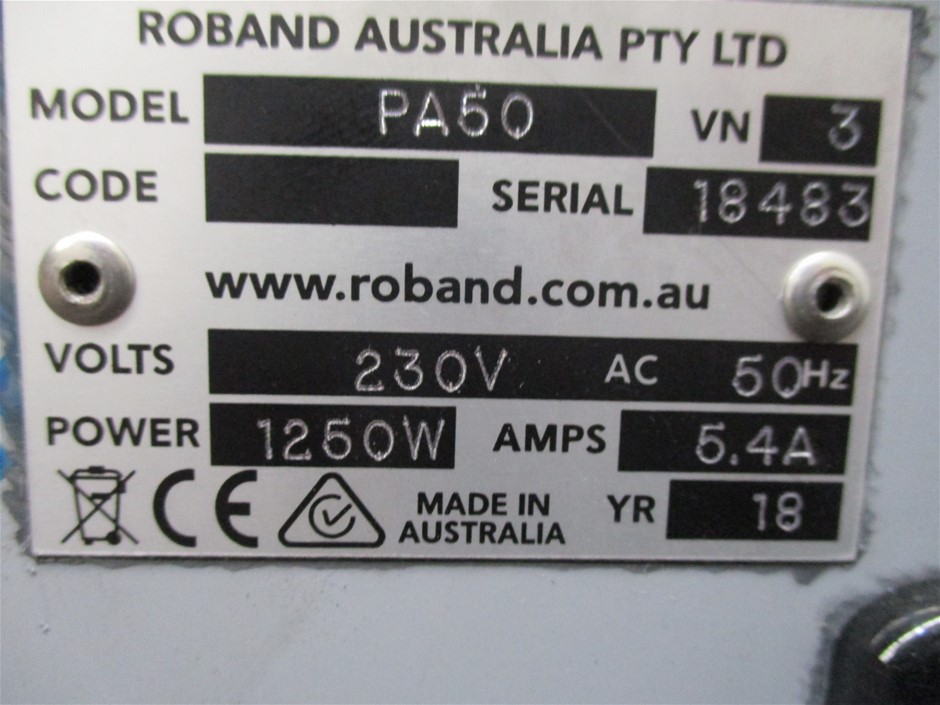 ROBAND AUSTRALIA PTY LTD
MODEL PA50 VN 3
CODE SERIAL 18483
www.roband.com.au
VOLTS 230V AC 50Hz
POWER 1250W AMPS 5.4A
CE MADE IN AUSTRALIA YR 18